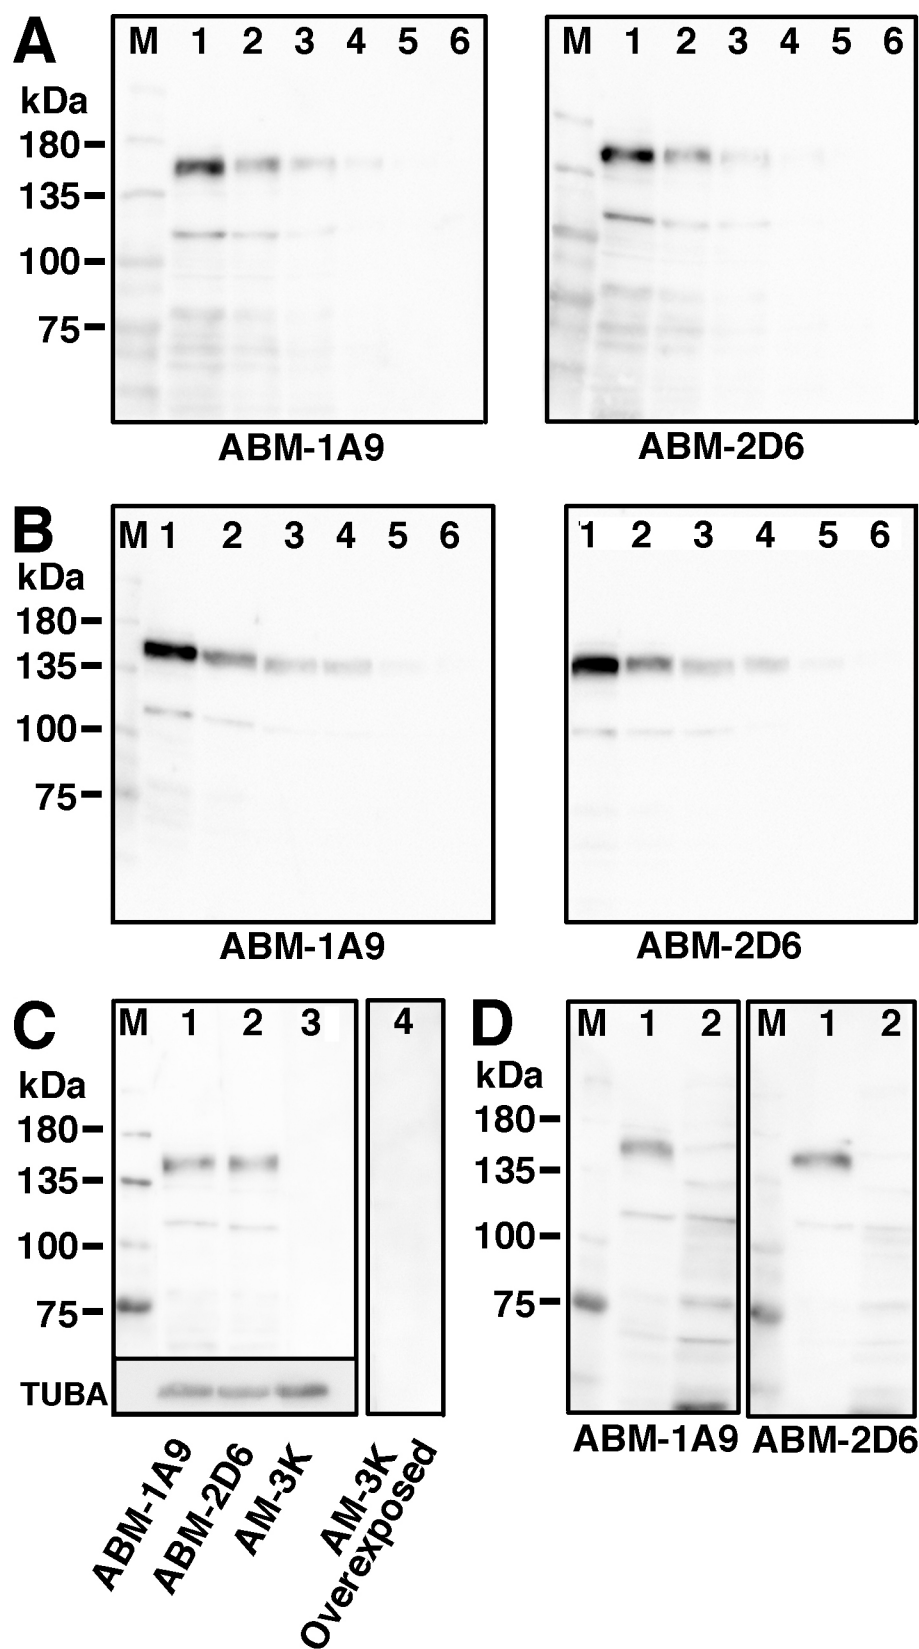 A
M 1 2 3 4 5 6
M 1 2 3 4 5 6
kDa
180
135
100
75
ABM-1A9
ABM-2D6
B
M 1 2 3 4 5 6
1 2 3 4 5 6
kDa
180
135
100
75
ABM-1A9
ABM-2D6
C
M 1 2 3
4
kDa
180
135
100
75
TUBA
ABM-1A9
ABM-2D6
AM-3K
AM-3K
Overexposed
D
M 1 2
M 1 2
kDa
180
135
100
75
ABM-1A9
ABM-2D6